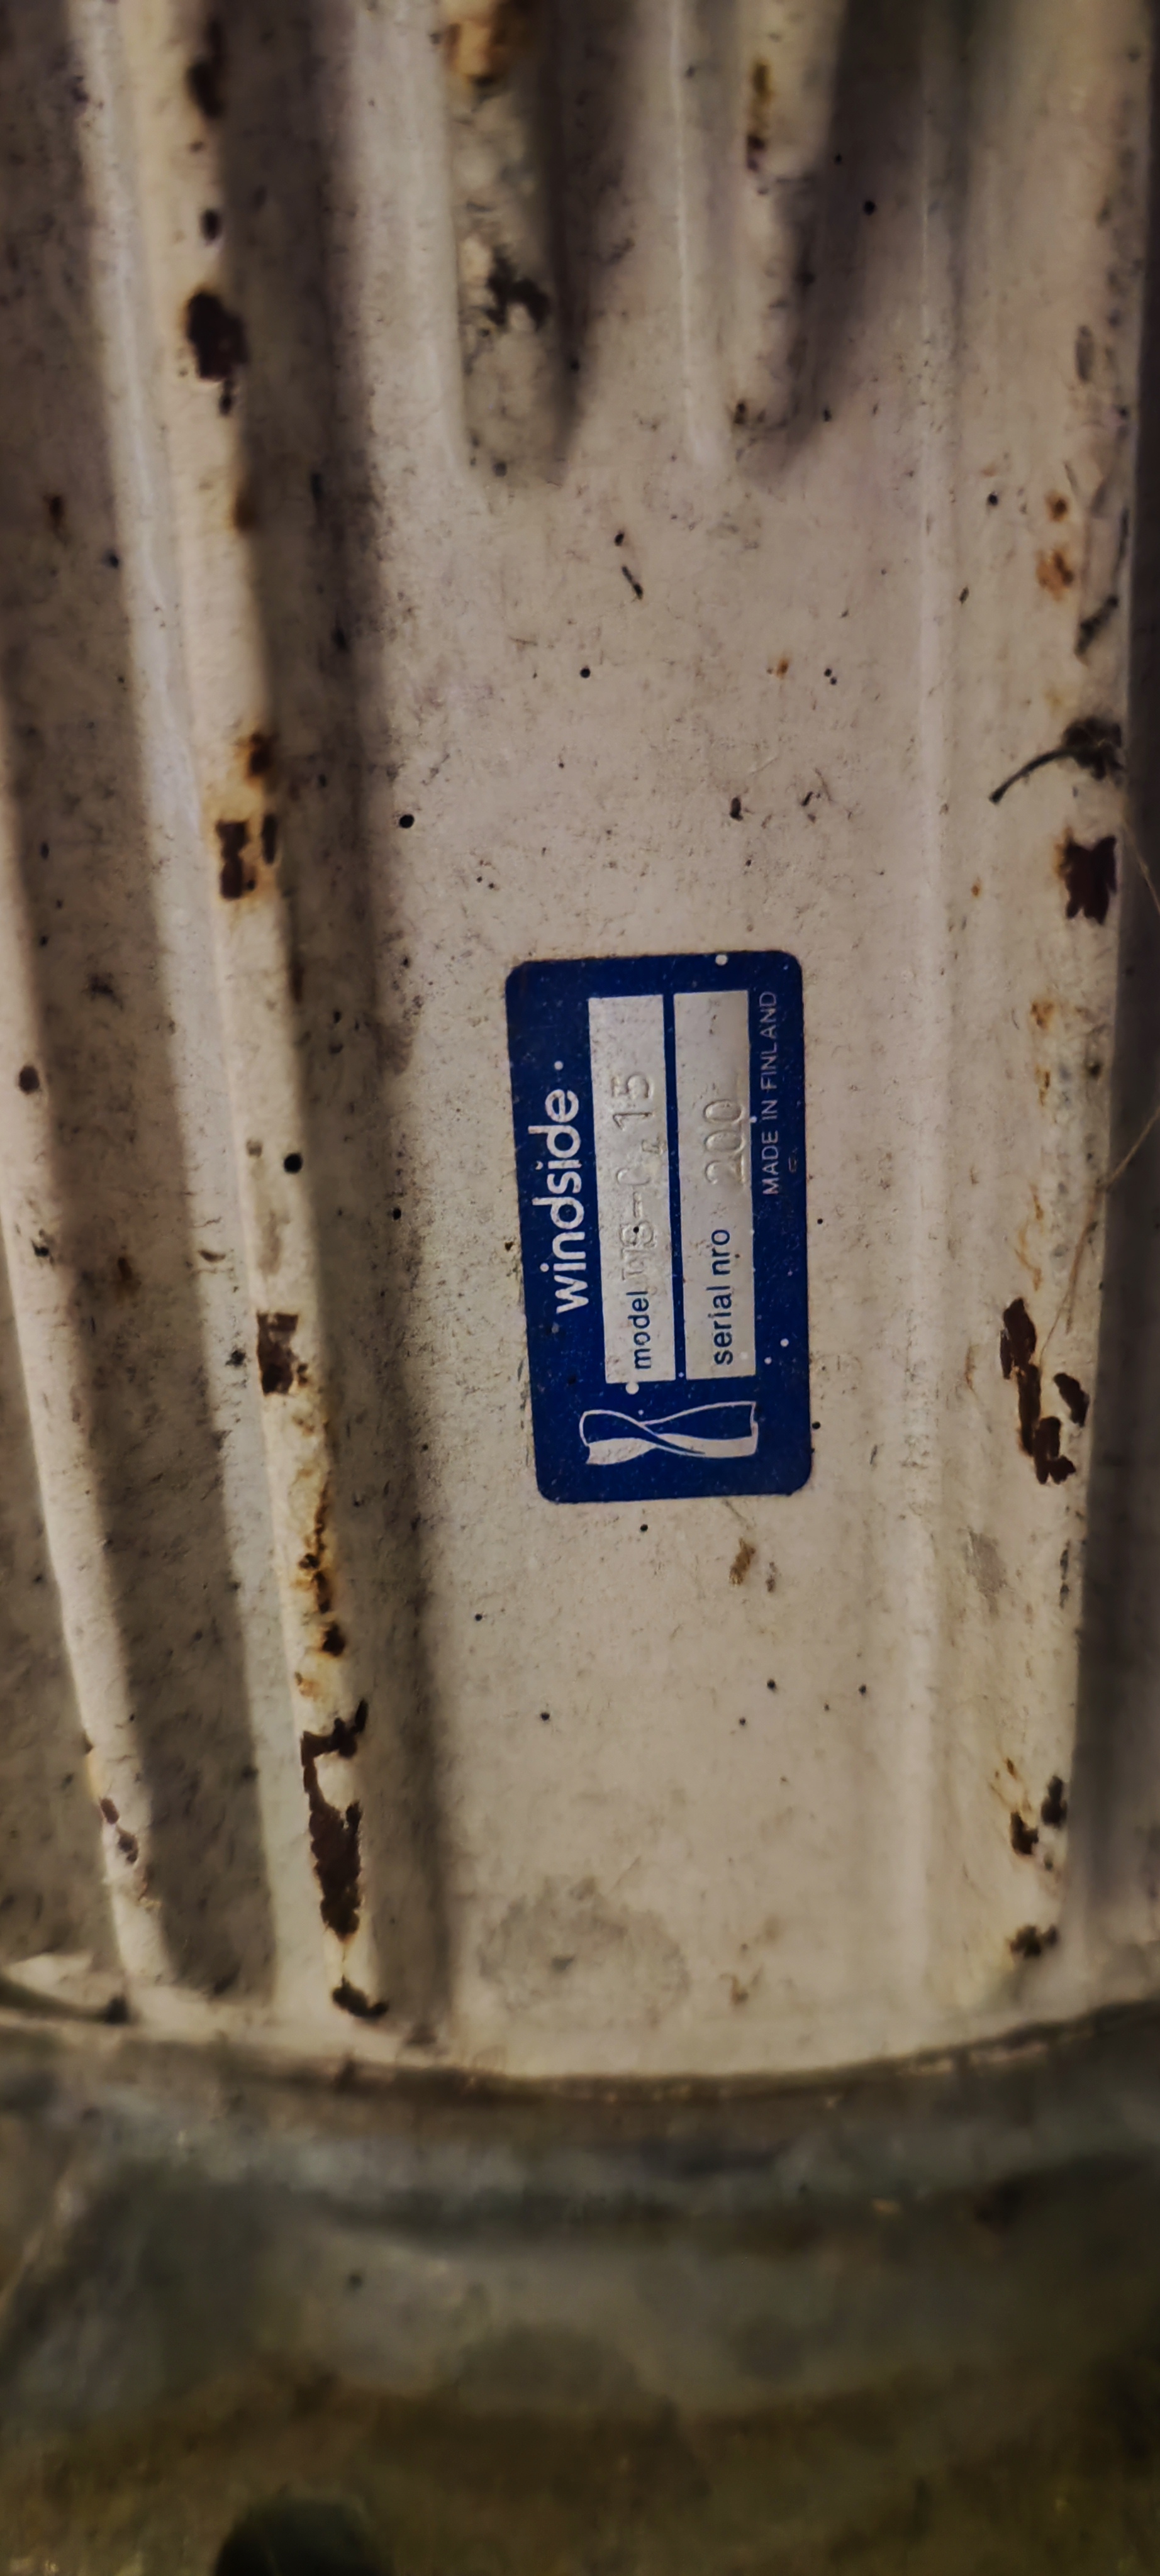 windside
model WS-0,15
serial nro 200
MADE IN FINLAND